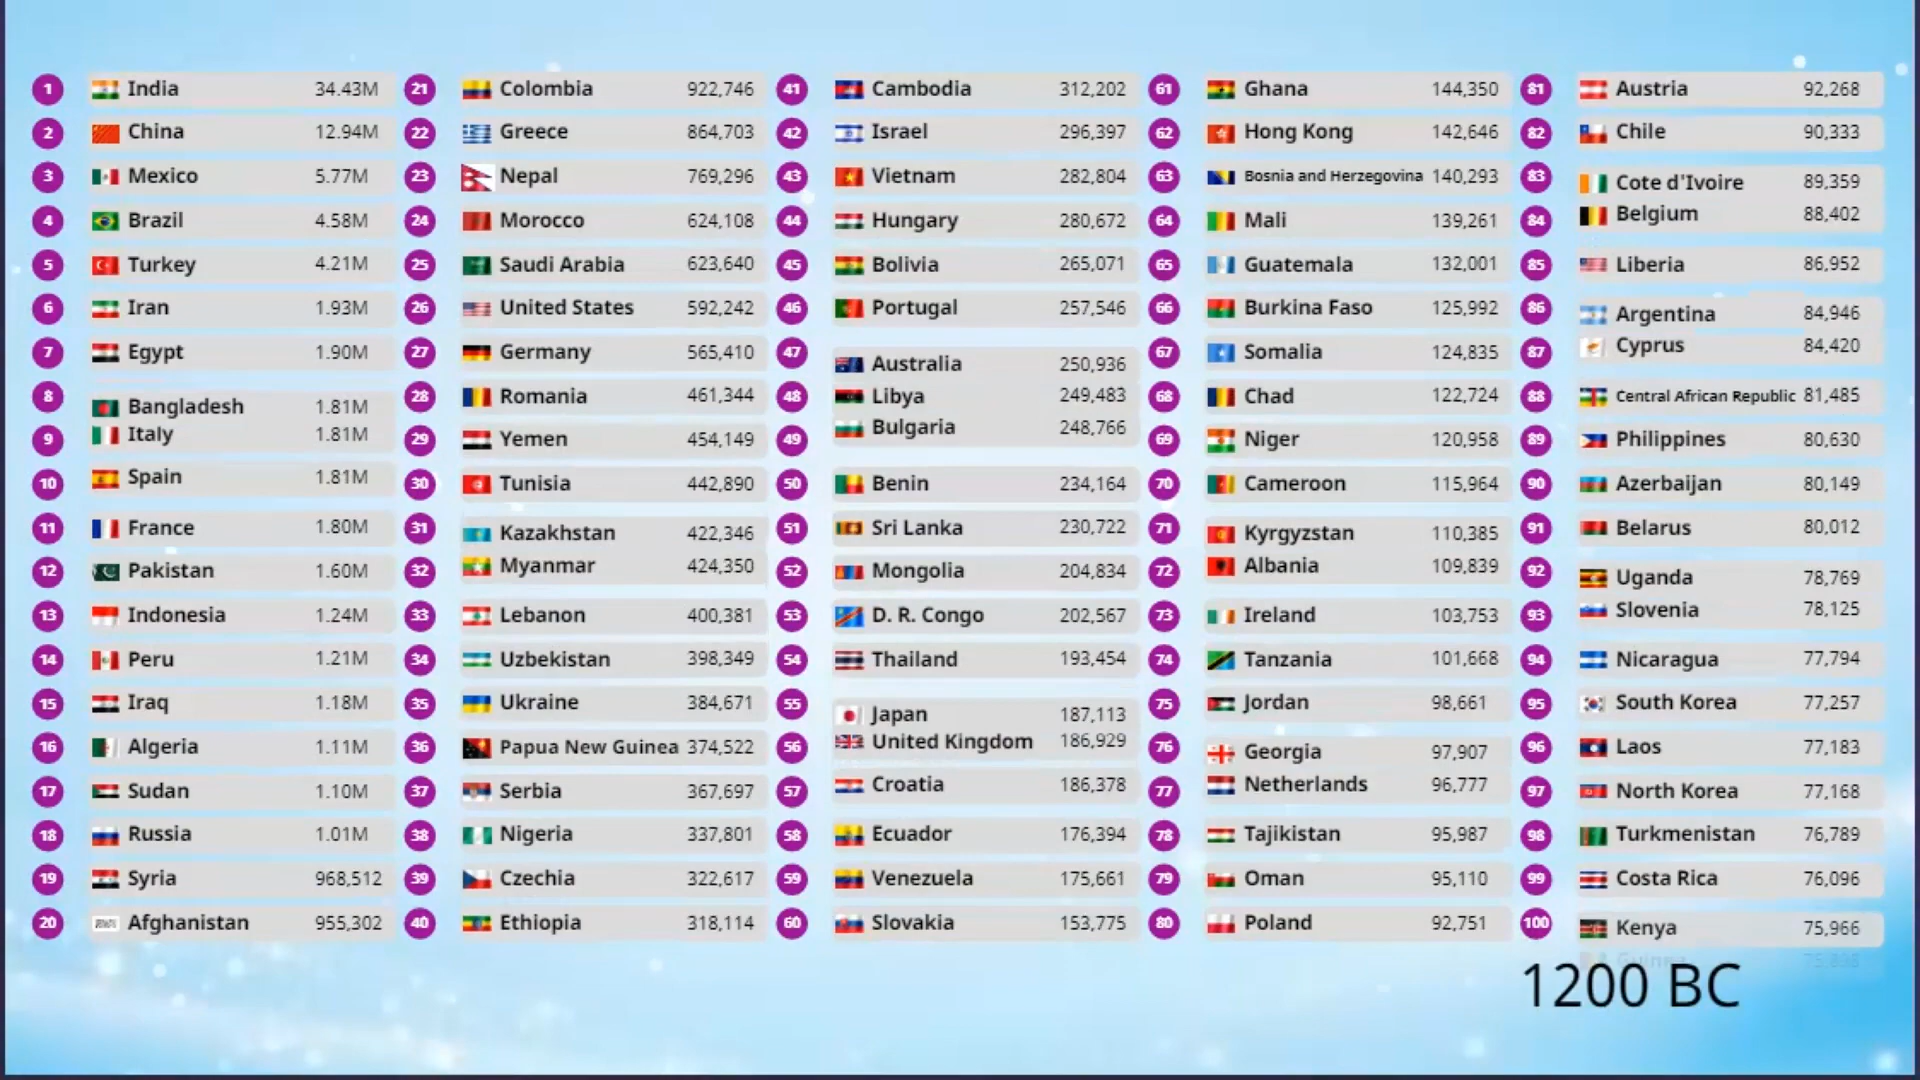 1 India 34.43M
2 China 12.94M
3 Mexico 5.77M
4 Brazil 4.58M
5 Turkey 4.21M
6 Iran 1.93M
7 Egypt 1.90M
8 Bangladesh 1.81M
9 Italy 1.81M
10 Spain 1.81M
11 France 1.80M
12 Pakistan 1.60M
13 Indonesia 1.24M
14 Peru 1.21M
15 Iraq 1.18M
16 Algeria 1.11M
17 Sudan 1.10M
18 Russia 1.01M
19 Syria 968,512
20 Afghanistan 955,302
21 Colombia 922,746
22 Greece 864,703
23 Nepal 769,296
24 Morocco 624,108
25 Saudi Arabia 623,640
26 United States 592,242
27 Germany 565,410
28 Romania 461,344
29 Yemen 454,149
30 Tunisia 442,890
31 Kazakhstan 422,346
32 Myanmar 424,350
33 Lebanon 400,381
34 Uzbekistan 398,349
35 Ukraine 384,671
36 Papua New Guinea 374,522
37 Serbia 367,697
38 Nigeria 337,801
39 Czechia 322,617
40 Ethiopia 318,114
41 Cambodia 312,202
42 Israel 296,397
43 Vietnam 282,804
44 Hungary 280,672
45 Bolivia 265,071
46 Portugal 257,546
47 Australia 250,936
48 Libya 249,483
49 Bulgaria 248,766
50 Benin 234,164
51 Sri Lanka 230,722
52 Mongolia 204,834
53 D. R. Congo 202,567
54 Thailand 193,454
55 Japan 187,113
56 United Kingdom 186,929
57 Croatia 186,378
58 Ecuador 176,394
59 Venezuela 175,661
60 Slovakia 153,775
61 Ghana 144,350
62 Hong Kong 142,646
63 Bosnia and Herzegovina 140,293
64 Mali 139,261
65 Guatemala 132,001
66 Burkina Faso 125,992
67 Somalia 124,835
68 Chad 122,724
69 Niger 120,958
70 Cameroon 115,964
71 Kyrgyzstan 110,385
72 Albania 109,839
73 Ireland 103,753
74 Tanzania 101,668
75 Jordan 98,661
76 Georgia 97,907
77 Netherlands 96,777
78 Tajikistan 95,987
79 Oman 95,110
80 Poland 92,751
81 Austria 92,268
82 Chile 90,333
83 Cote d'Ivoire 89,359
84 Belgium 88,402
85 Liberia 86,952
86 Argentina 84,946
87 Cyprus 84,420
88 Central African Republic 81,485
89 Philippines 80,630
90 Azerbaijan 80,149
91 Belarus 80,012
92 Uganda 78,769
93 Slovenia 78,125
94 Nicaragua 77,794
95 South Korea 77,257
96 Laos 77,183
97 North Korea 77,168
98 Turkmenistan 76,789
99 Costa Rica 76,096
100 Kenya 75,966
Guinea
1200 BC